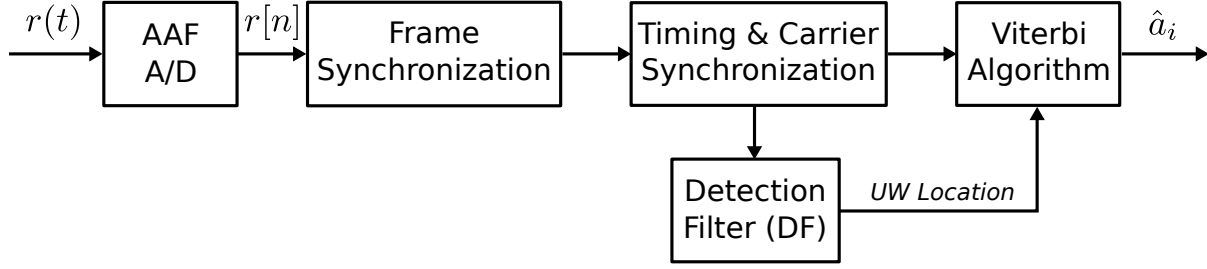 r(t)
AAF
A/D
r[n]
Frame
Synchronization
Timing & Carrier
Synchronization
Viterbi
Algorithm
â_i
Detection
Filter (DF)
UW Location